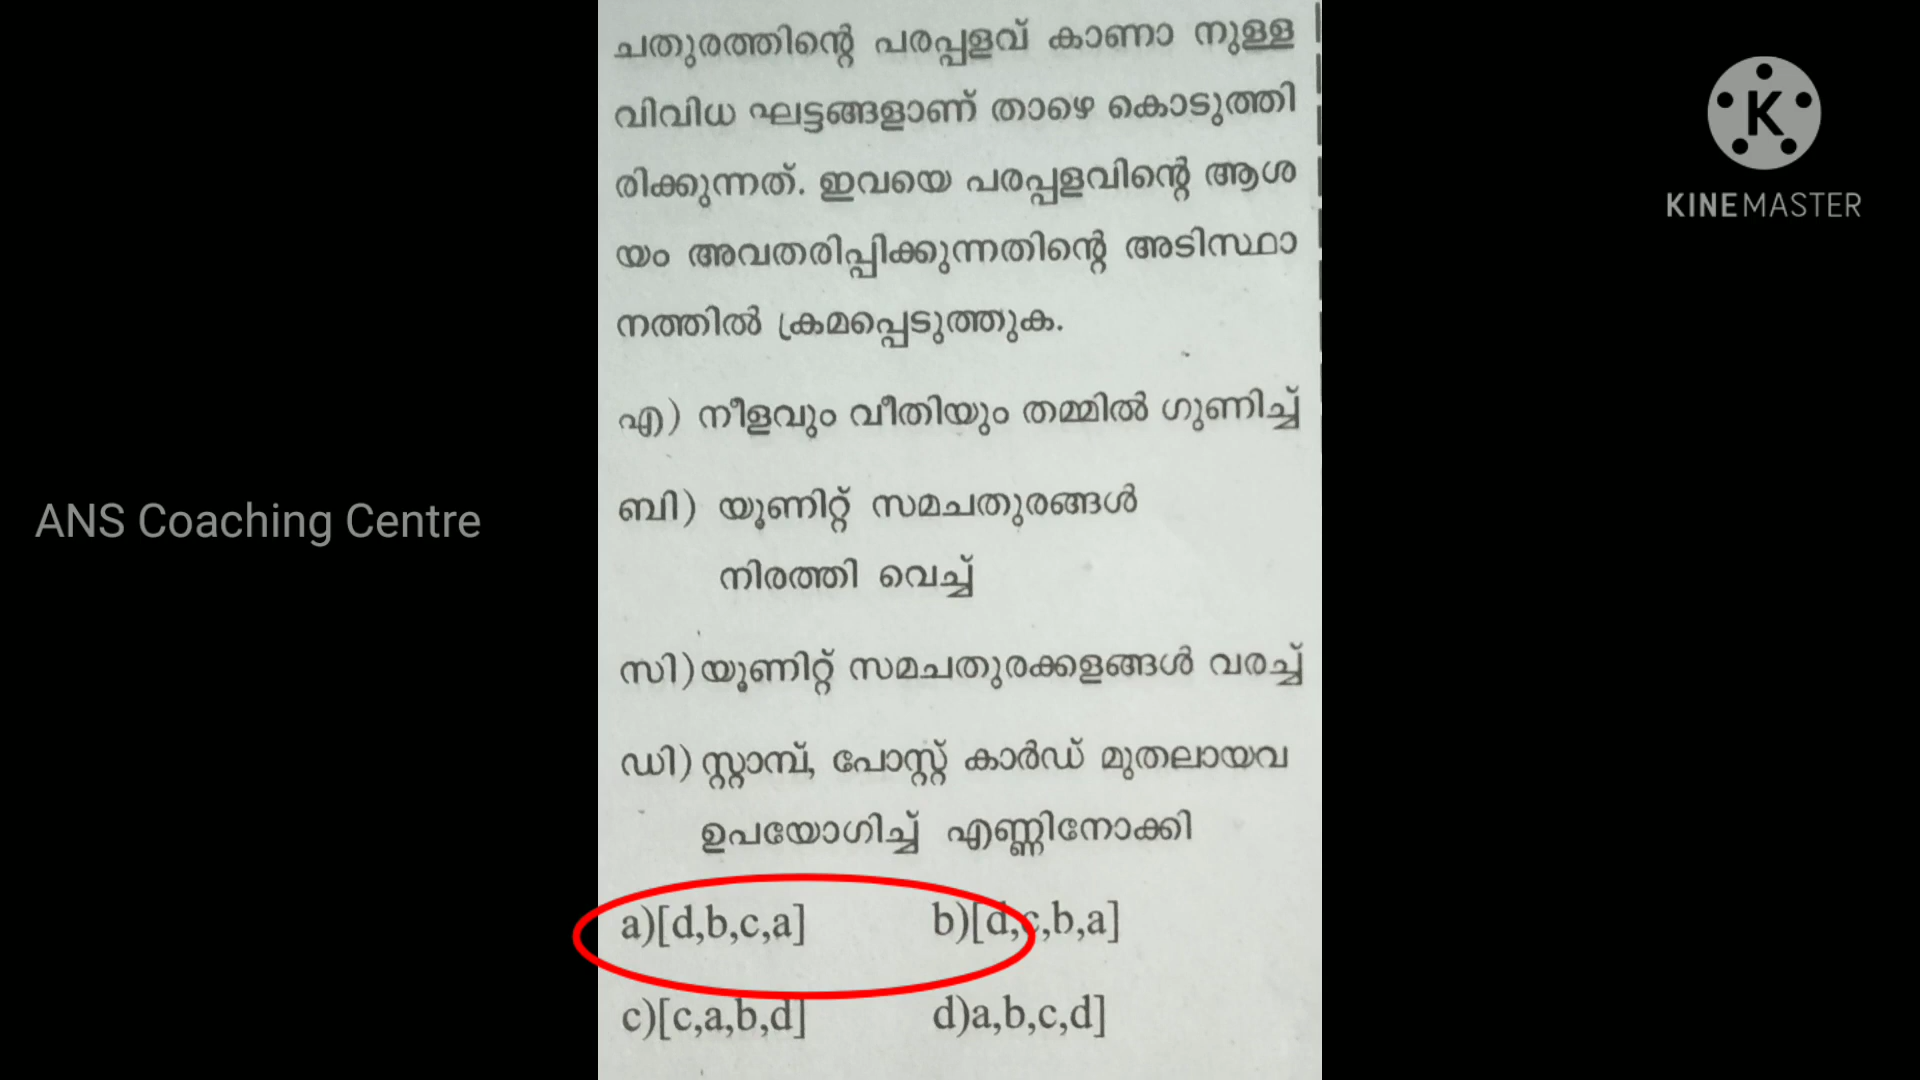 ചതുരത്തിന്റെ പരപ്പളവ് കാണാ നുള്ള
വിവിധ ഘട്ടങ്ങളാണ് താഴെ കൊടുത്തി
രിക്കുന്നത്. ഇവയെ പരപ്പളവിന്റെ ആശ
യം അവതരിപ്പിക്കുന്നതിന്റെ അടിസ്ഥാ
നത്തിൽ ക്രമപ്പെടുത്തുക.
എ) നീളവും വീതിയും തമ്മിൽ ഗുണിച്ച്
ബി) യൂണിറ്റ് സമചതുരങ്ങൾ
നിരത്തി വെച്ച്
സി)യൂണിറ്റ് സമചതുരക്കളങ്ങൾ വരച്ച്
ഡി)സ്റ്റാമ്പ്, പോസ്റ്റ് കാർഡ് മുതലായവ
ഉപയോഗിച്ച് എണ്ണിനോക്കി
a)[d,b,c,a] b)[d,c,b,a]
c)[c,a,b,d] d)a,b,c,d]
ANS Coaching Centre
K
KINEMASTER